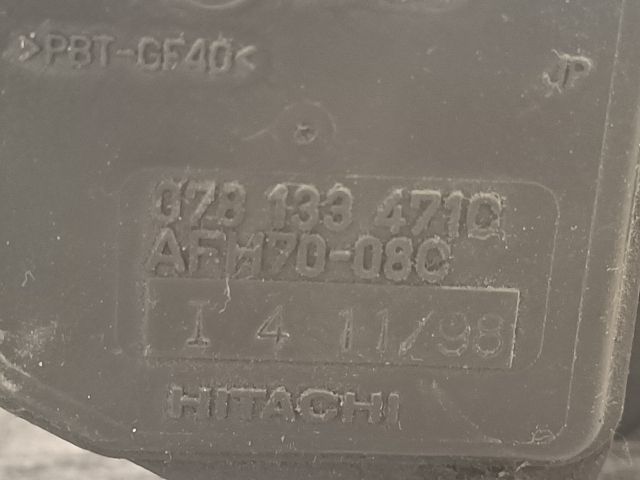 >PBT-GF40<
JP
078 133 471C
AFH70-08C
I 4 11/98
HITACHI